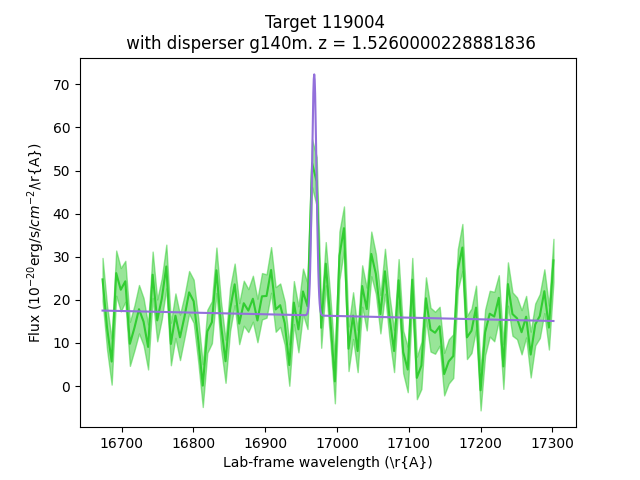 Target 119004
with disperser g140m. z = 1.5260000228881836
Flux (10^{-20}erg/s/cm^{-2}/\r{A})
70
60
50
40
30
20
10
0
16700 16800 16900 17000 17100 17200 17300
Lab-frame wavelength (\r{A})